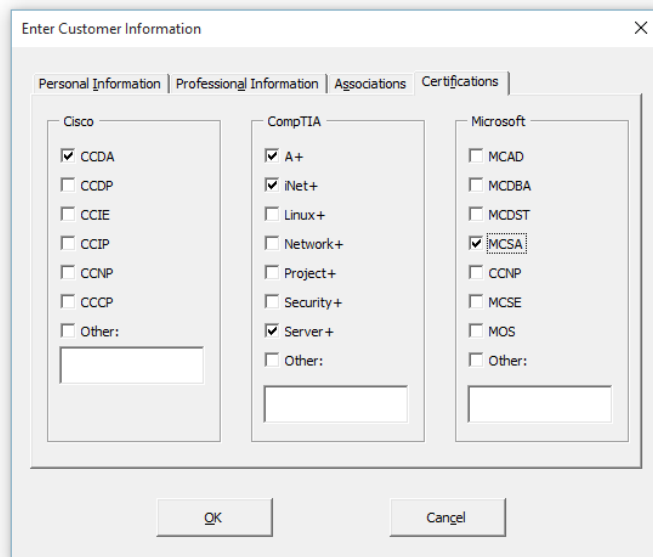 Enter Customer Information
Personal Information
Professional Information
Associations
Certifications
Cisco
CCDA
CCDP
CCIE
CCIP
CCNP
CCCP
Other:
CompTIA
A+
iNet+
Linux+
Network+
Project+
Security+
Server+
Other:
Microsoft
MCAD
MCDBA
MCDST
MCSA
CCNP
MCSE
MOS
Other:
OK
Cancel